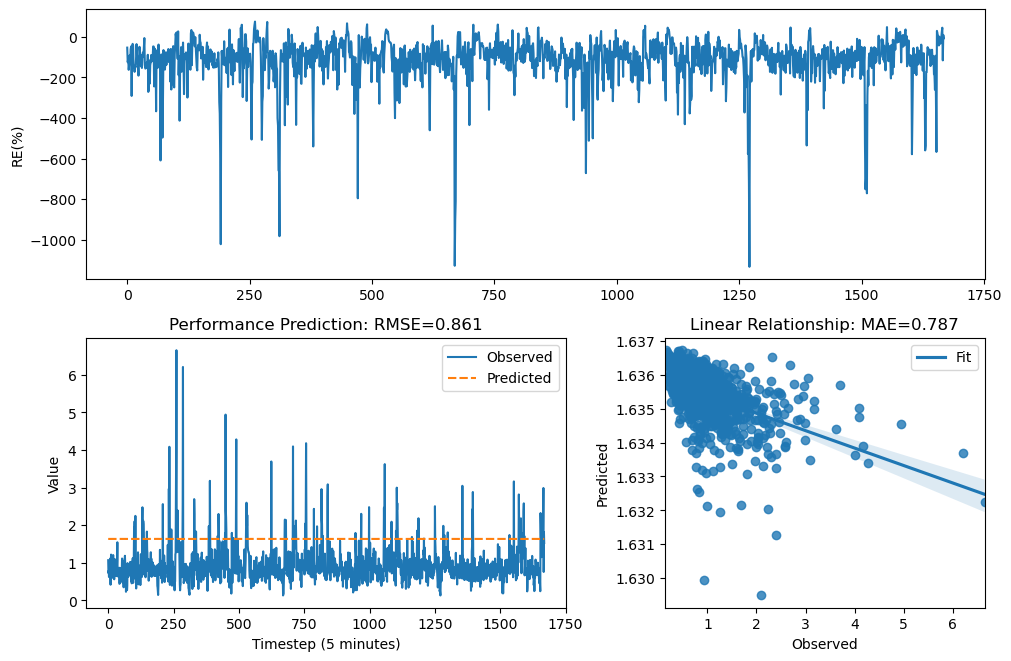 0
−200
−400
−600
−800
−1000
RE(%)
0 250 500 750 1000 1250 1500 1750
Performance Prediction: RMSE=0.861
6
5
4
3
2
1
0
Value
Observed
Predicted
0 250 500 750 1000 1250 1500 1750
Timestep (5 minutes)
Linear Relationship: MAE=0.787
1.637
1.636
1.635
1.634
1.633
1.632
1.631
1.630
Predicted
Fit
1 2 3 4 5 6
Observed